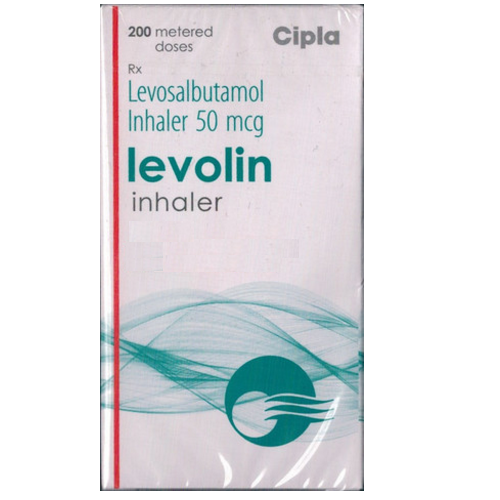 200 metered
doses
Cipla
Rx
Levosalbutamol
Inhaler 50 mcg
levolin
inhaler